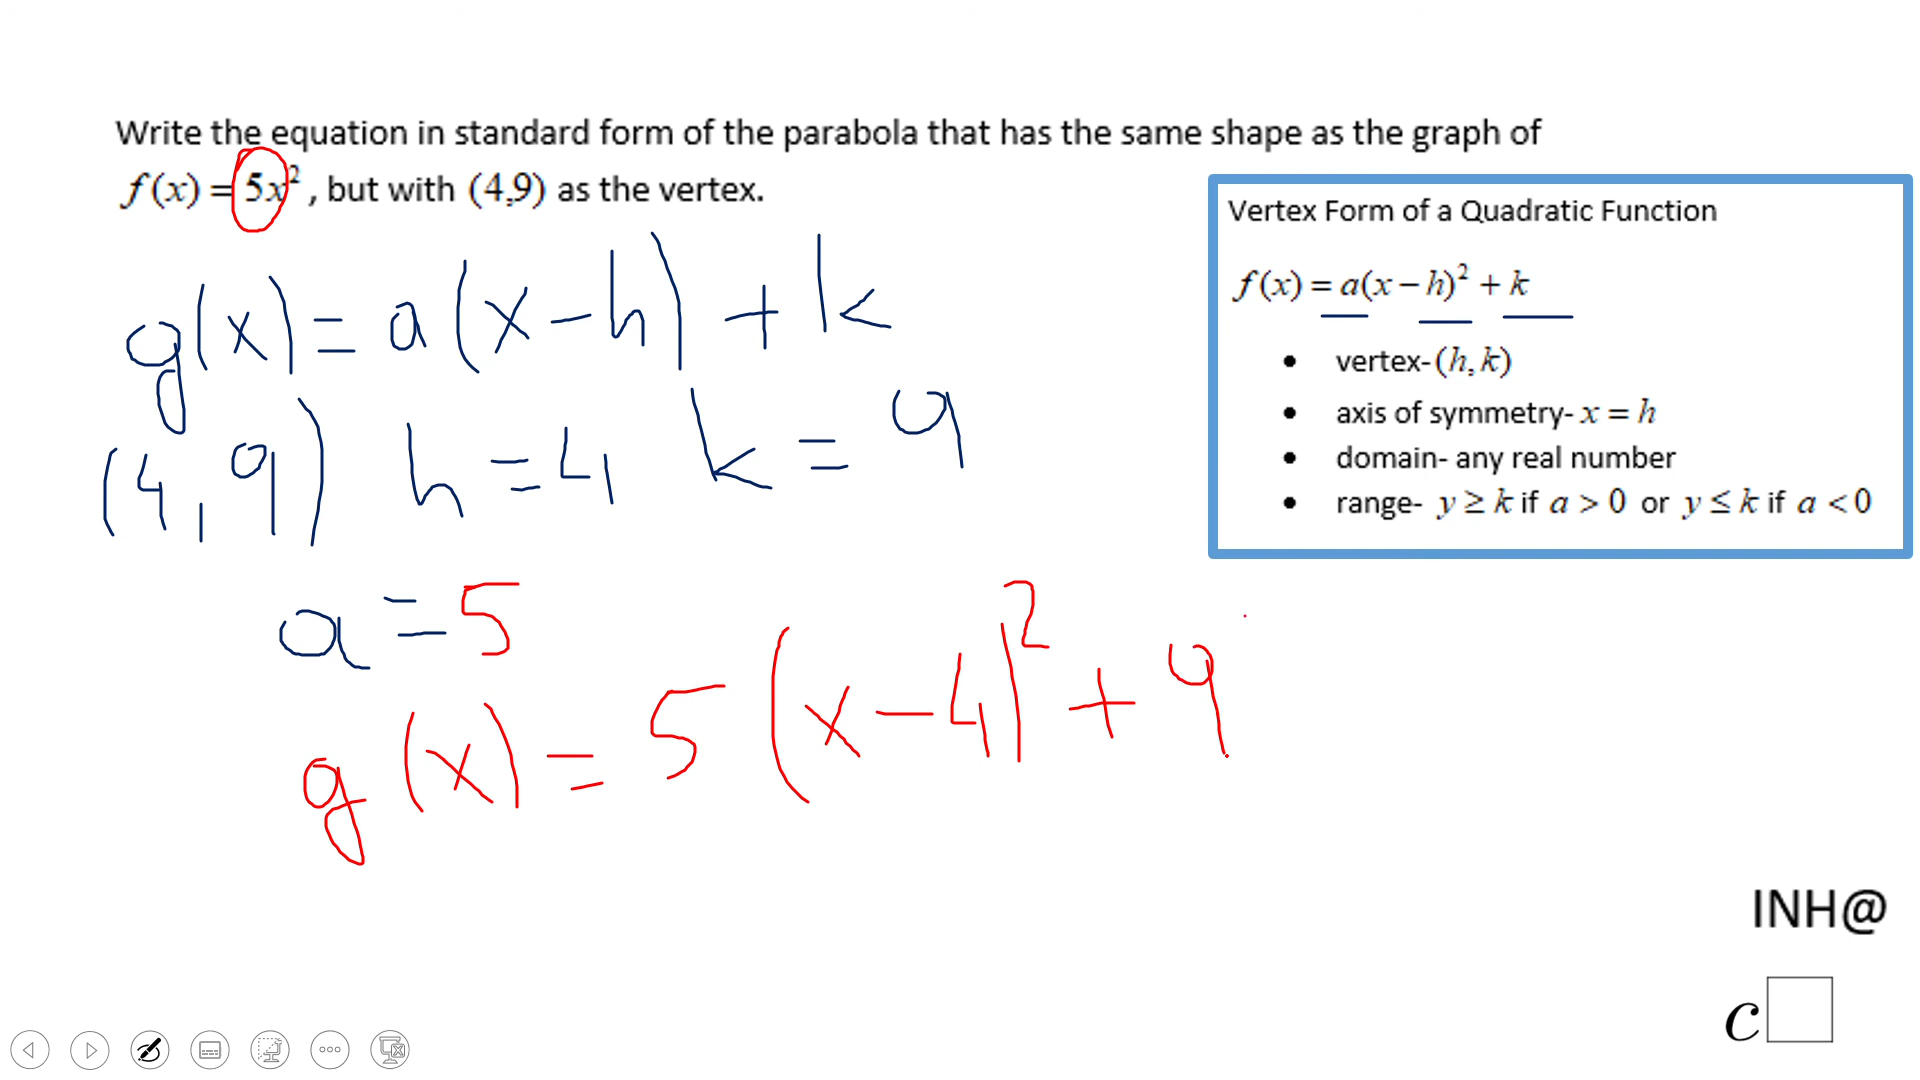 Write the equation in standard form of the parabola that has the same shape as the graph of
f(x) = 5x², but with (4,9) as the vertex.
g(x) = a(x-h) + k
(4, 9) h = 4 k = 9
a = 5
g(x) = 5(x-4)² + 9
Vertex Form of a Quadratic Function
f(x) = a(x − h)² + k
• vertex- (h, k)
• axis of symmetry- x = h
• domain- any real number
• range- y ≥ k if a > 0 or y ≤ k if a < 0
INH@
c□